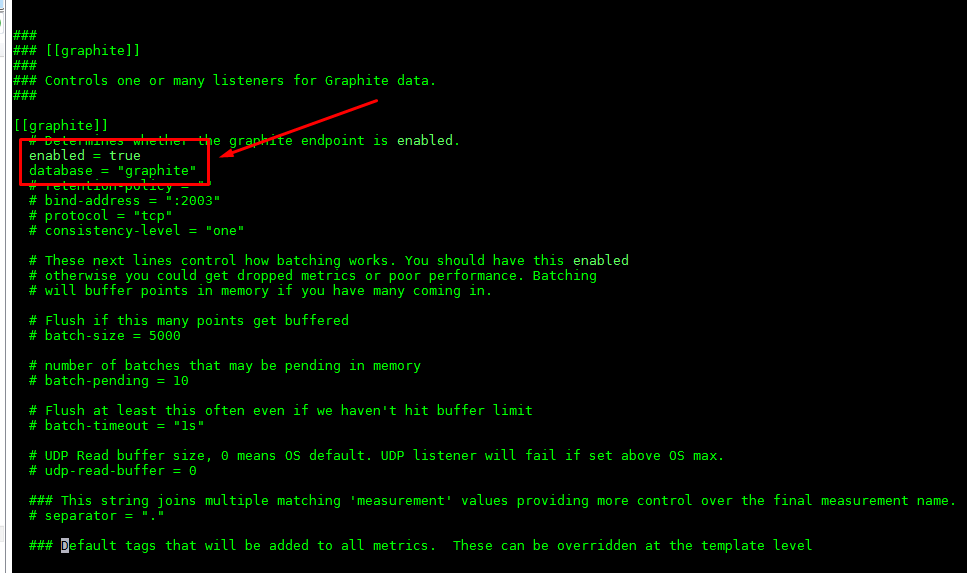 ###
### [[graphite]]
###
### Controls one or many listeners for Graphite data.
###
[[graphite]]
# Determines whether the graphite endpoint is enabled.
enabled = true
database = "graphite"
# retention-policy = ""
# bind-address = ":2003"
# protocol = "tcp"
# consistency-level = "one"
# These next lines control how batching works. You should have this enabled
# otherwise you could get dropped metrics or poor performance. Batching
# will buffer points in memory if you have many coming in.
# Flush if this many points get buffered
# batch-size = 5000
# number of batches that may be pending in memory
# batch-pending = 10
# Flush at least this often even if we haven't hit buffer limit
# batch-timeout = "1s"
# UDP Read buffer size, 0 means OS default. UDP listener will fail if set above OS max.
# udp-read-buffer = 0
### This string joins multiple matching 'measurement' values providing more control over the final measurement name.
# separator = "."
### Default tags that will be added to all metrics.  These can be overridden at the template level